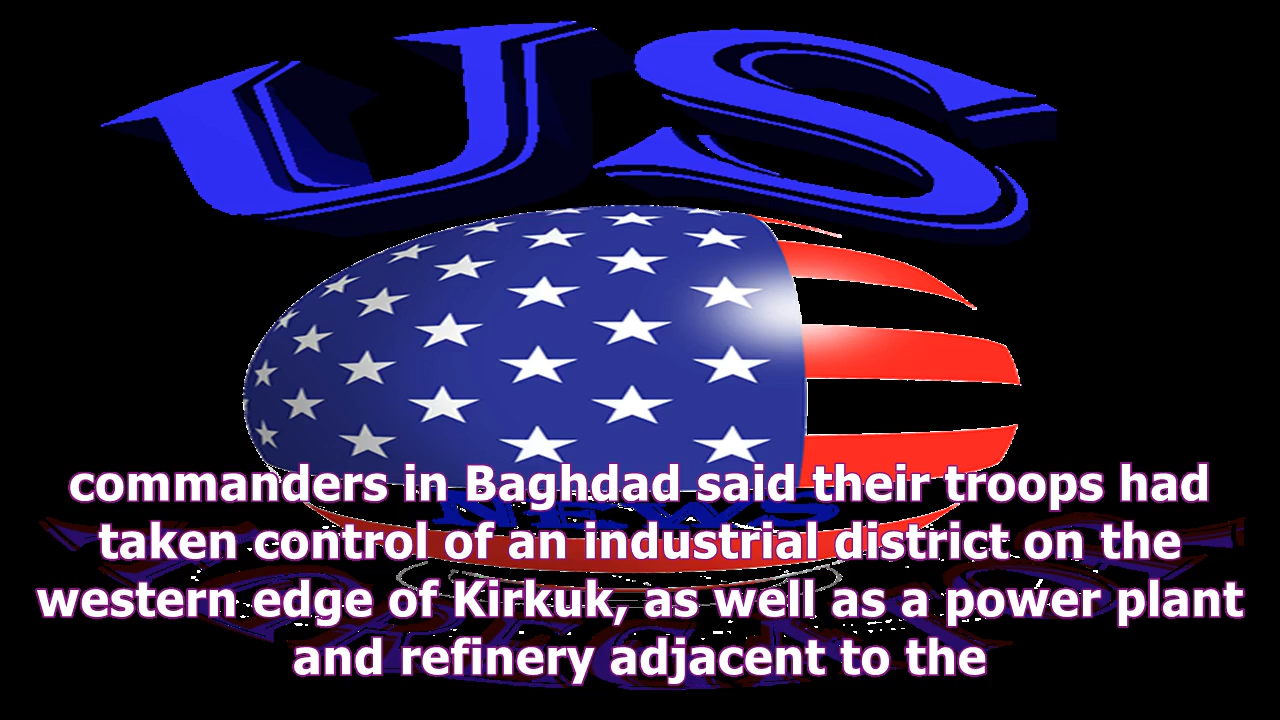 US
NEWS
commanders in Baghdad said their troops had
taken control of an industrial district on the
western edge of Kirkuk, as well as a power plant
and refinery adjacent to the